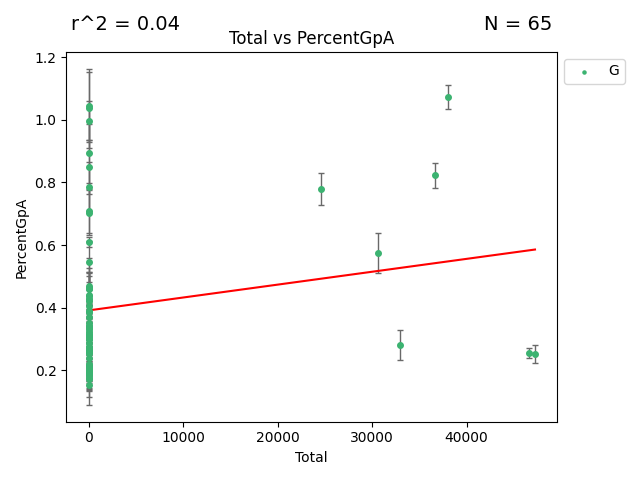 r^2 = 0.04
N = 65
Total vs PercentGpA
G
1.2
1.0
0.8
0.6
0.4
0.2
PercentGpA
0
10000
20000
30000
40000
Total